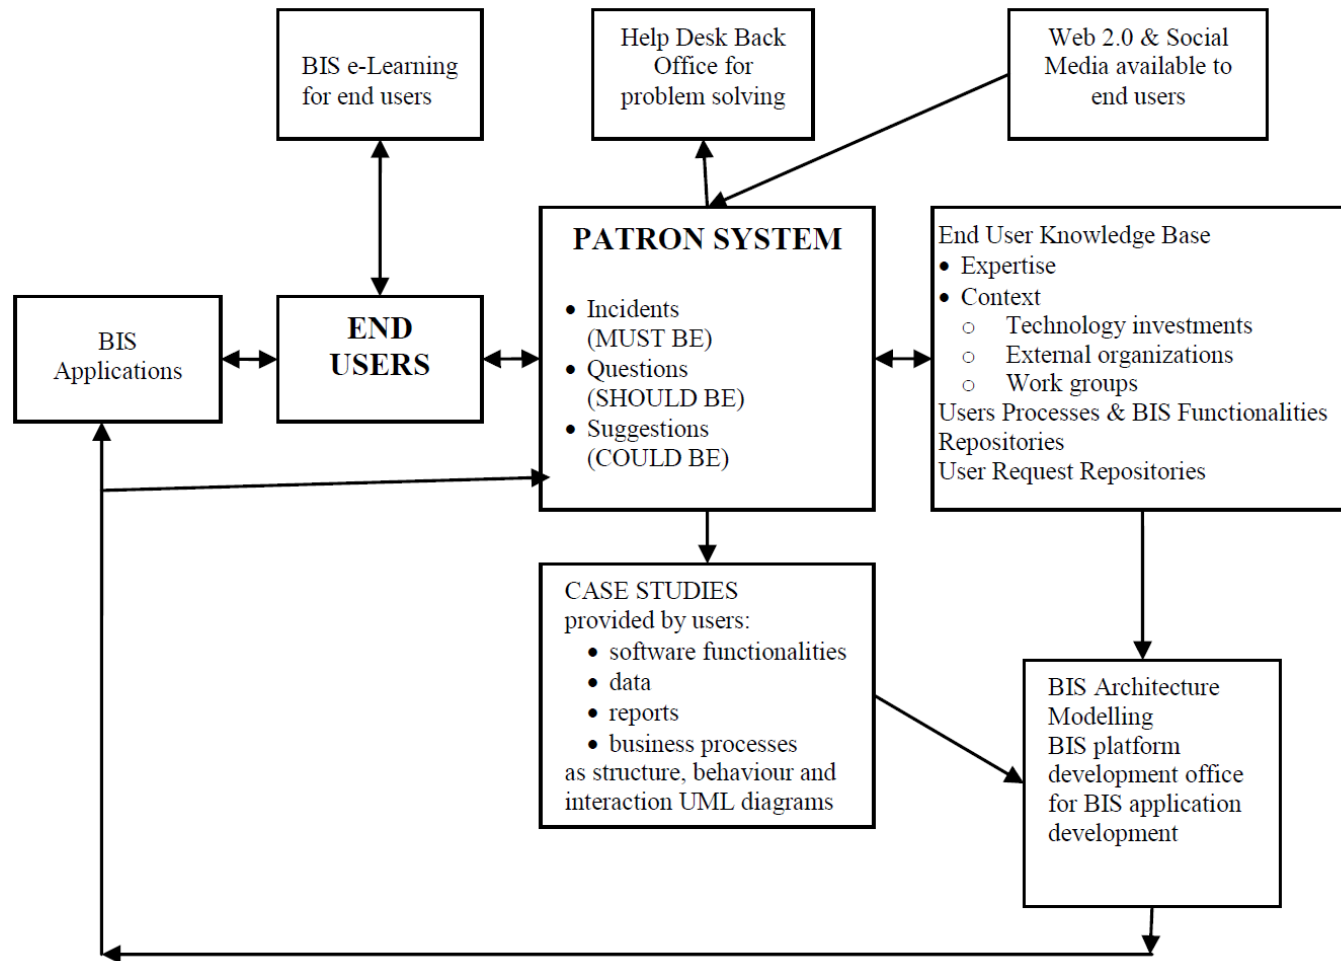 BIS e-Learning
for end users
Help Desk Back
Office for
problem solving
Web 2.0 & Social
Media available to
end users
BIS
Applications
END
USERS
PATRON SYSTEM
• Incidents
(MUST BE)
• Questions
(SHOULD BE)
• Suggestions
(COULD BE)
End User Knowledge Base
• Expertise
• Context
○ Technology investments
○ External organizations
○ Work groups
Users Processes & BIS Functionalities
Repositories
User Request Repositories
CASE STUDIES
provided by users:
• software functionalities
• data
• reports
• business processes
as structure, behaviour and
interaction UML diagrams
BIS Architecture
Modelling
BIS platform
development office
for BIS application
development